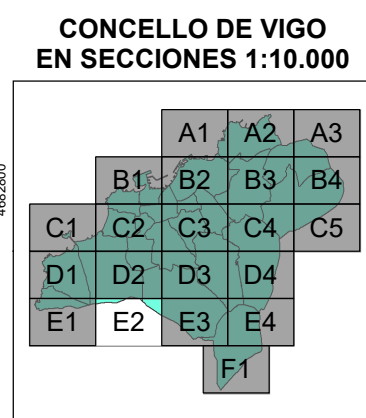 CONCELLO DE VIGO
EN SECCIONES 1:10.000
4682800
A1 A2 A3
B1 B2 B3 B4
C1 C2 C3 C4 C5
D1 D2 D3 D4
E1 E2 E3 E4
F1